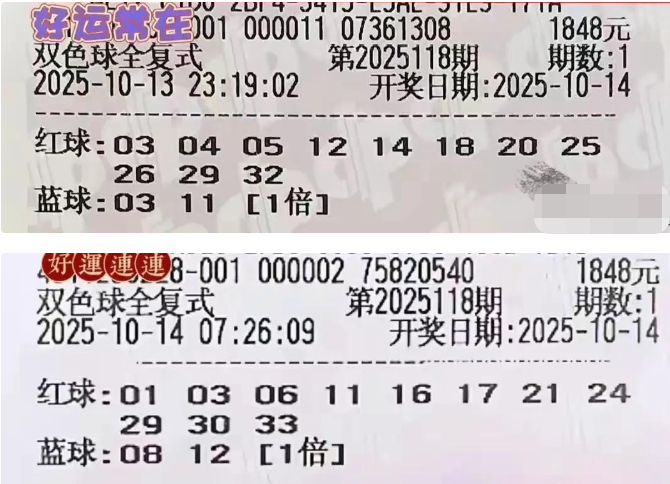 好运常在
001 000011 07361308 1848元
双色球全复式 第2025118期 期数:1
2025-10-13 23:19:02 开奖日期:2025-10-14
红球:03 04 05 12 14 18 20 25
26 29 32
蓝球:03 11 [1倍]
好運連連
8-001 000002 75820540 1848元
双色球全复式 第2025118期 期数:1
2025-10-14 07:26:09 开奖日期:2025-10-14
红球:01 03 06 11 16 17 21 24
29 30 33
蓝球:08 12 [1倍]